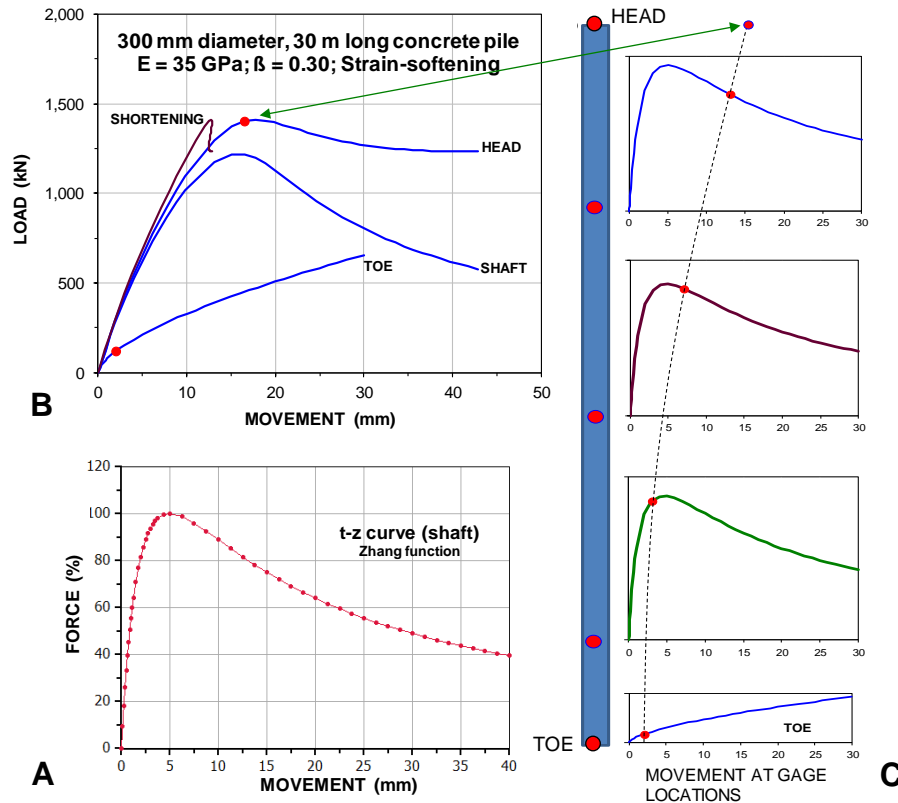 2,000
1,500
1,000
500
0
LOAD (kN)
300 mm diameter, 30 m long concrete pile
E = 35 GPa; ß = 0.30; Strain-softening
SHORTENING
HEAD
SHAFT
TOE
0 10 20 30 40 50
MOVEMENT (mm)
B
120
100
80
60
40
20
0
FORCE (%)
t-z curve (shaft)
Zhang function
0 5 10 15 20 25 30 35 40
MOVEMENT (mm)
A
HEAD
TOE
0 5 10 15 20 25 30
0 5 10 15 20 25 30
0 5 10 15 20 25 30
TOE
0 5 10 15 20 25 30
MOVEMENT AT GAGE
LOCATIONS
C